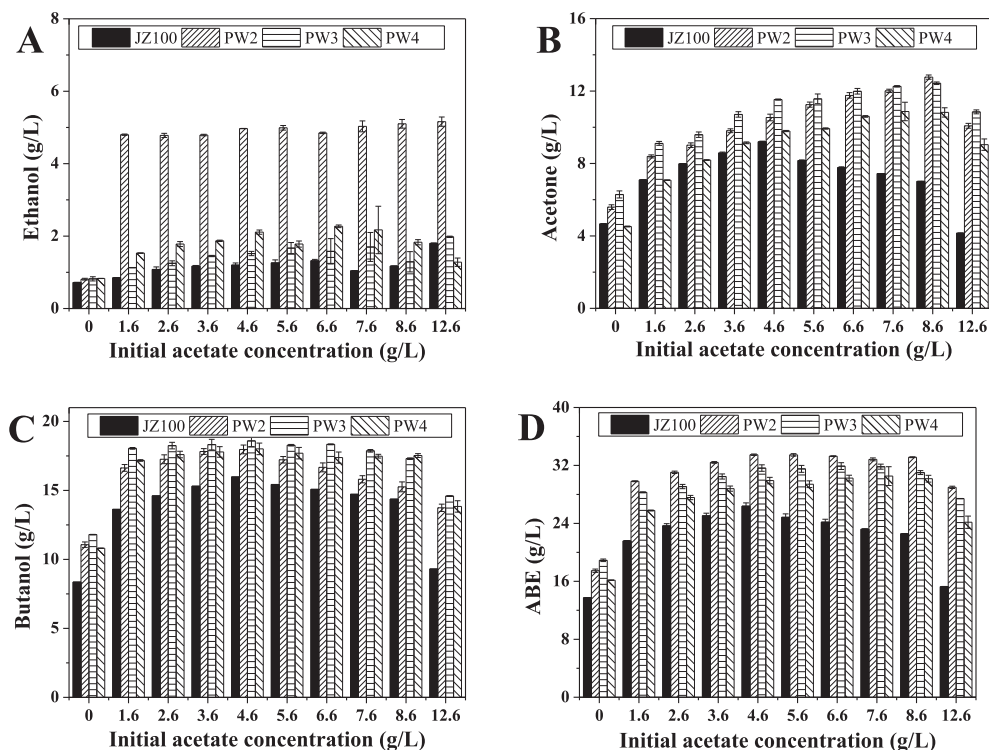 A
JZ100 PW2 PW3 PW4
Ethanol (g/L)
8
6
4
2
0
0 1.6 2.6 3.6 4.6 5.6 6.6 7.6 8.6 12.6
Initial acetate concentration (g/L)
B
JZ100 PW2 PW3 PW4
Acetone (g/L)
16
12
8
4
0
0 1.6 2.6 3.6 4.6 5.6 6.6 7.6 8.6 12.6
Initial acetate concentration (g/L)
C
JZ100 PW2 PW3 PW4
Butanol (g/L)
20
15
10
5
0
0 1.6 2.6 3.6 4.6 5.6 6.6 7.6 8.6 12.6
Initial acetate concentration (g/L)
D
JZ100 PW2 PW3 PW4
ABE (g/L)
40
32
24
16
8
0
0 1.6 2.6 3.6 4.6 5.6 6.6 7.6 8.6 12.6
Initial acetate concentration (g/L)